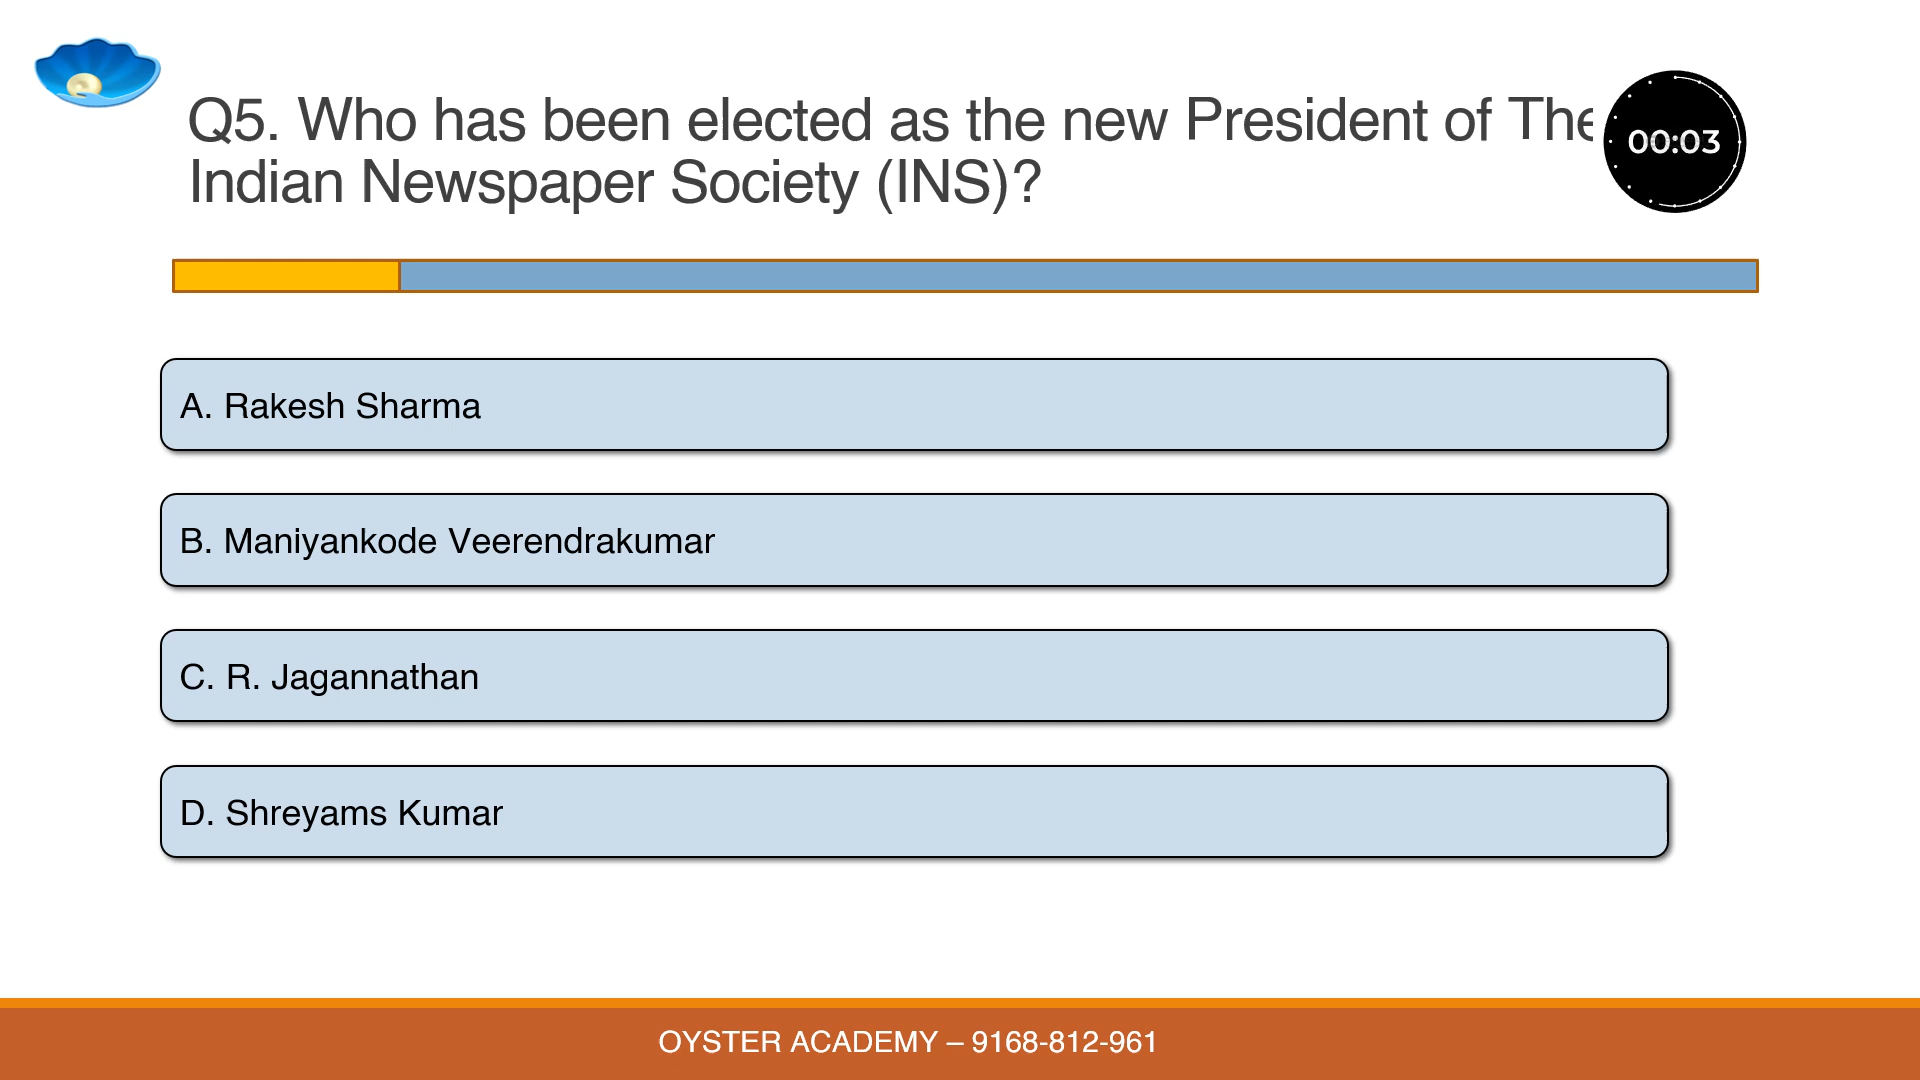 Q5. Who has been elected as the new President of The
Indian Newspaper Society (INS)?
00:03
A. Rakesh Sharma
B. Maniyankode Veerendrakumar
C. R. Jagannathan
D. Shreyams Kumar
OYSTER ACADEMY – 9168-812-961